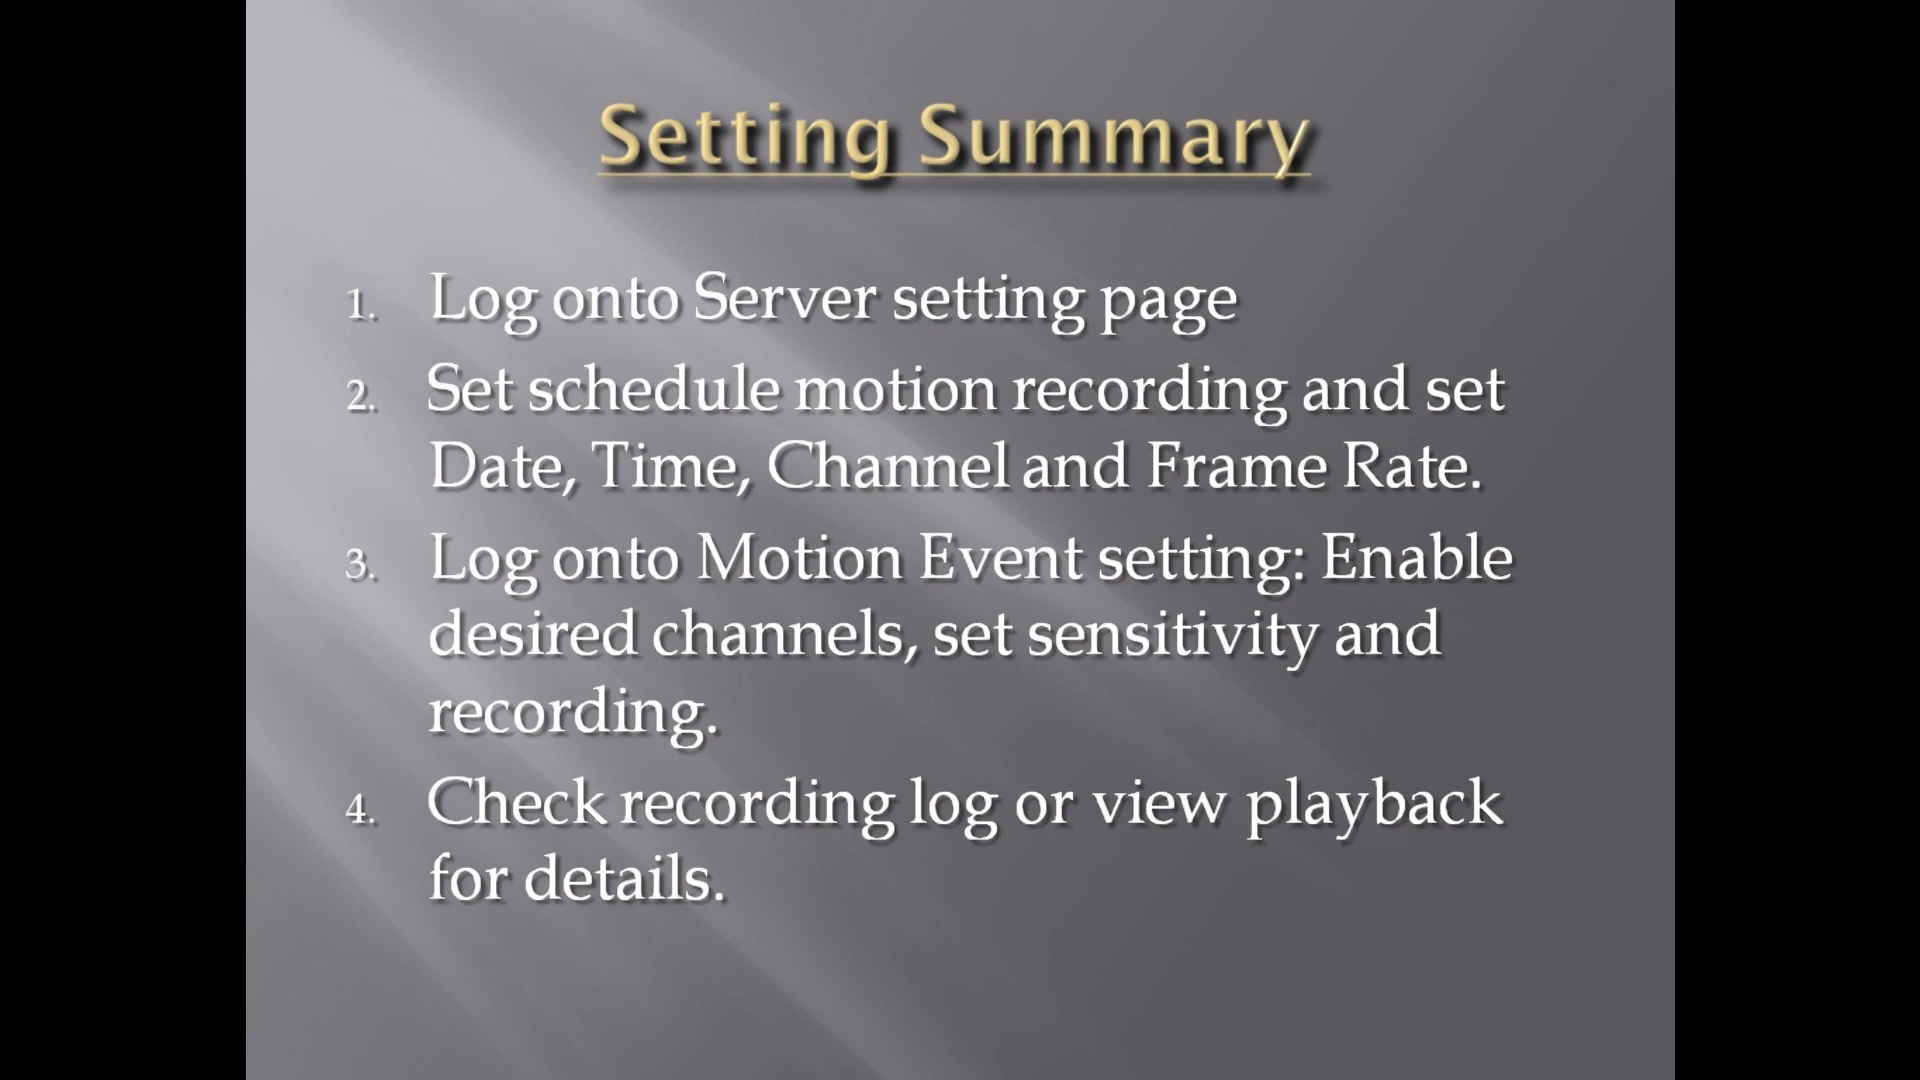 Setting Summary
1. Log onto Server setting page
2. Set schedule motion recording and set
Date, Time, Channel and Frame Rate.
3. Log onto Motion Event setting: Enable
desired channels, set sensitivity and
recording.
4. Check recording log or view playback
for details.